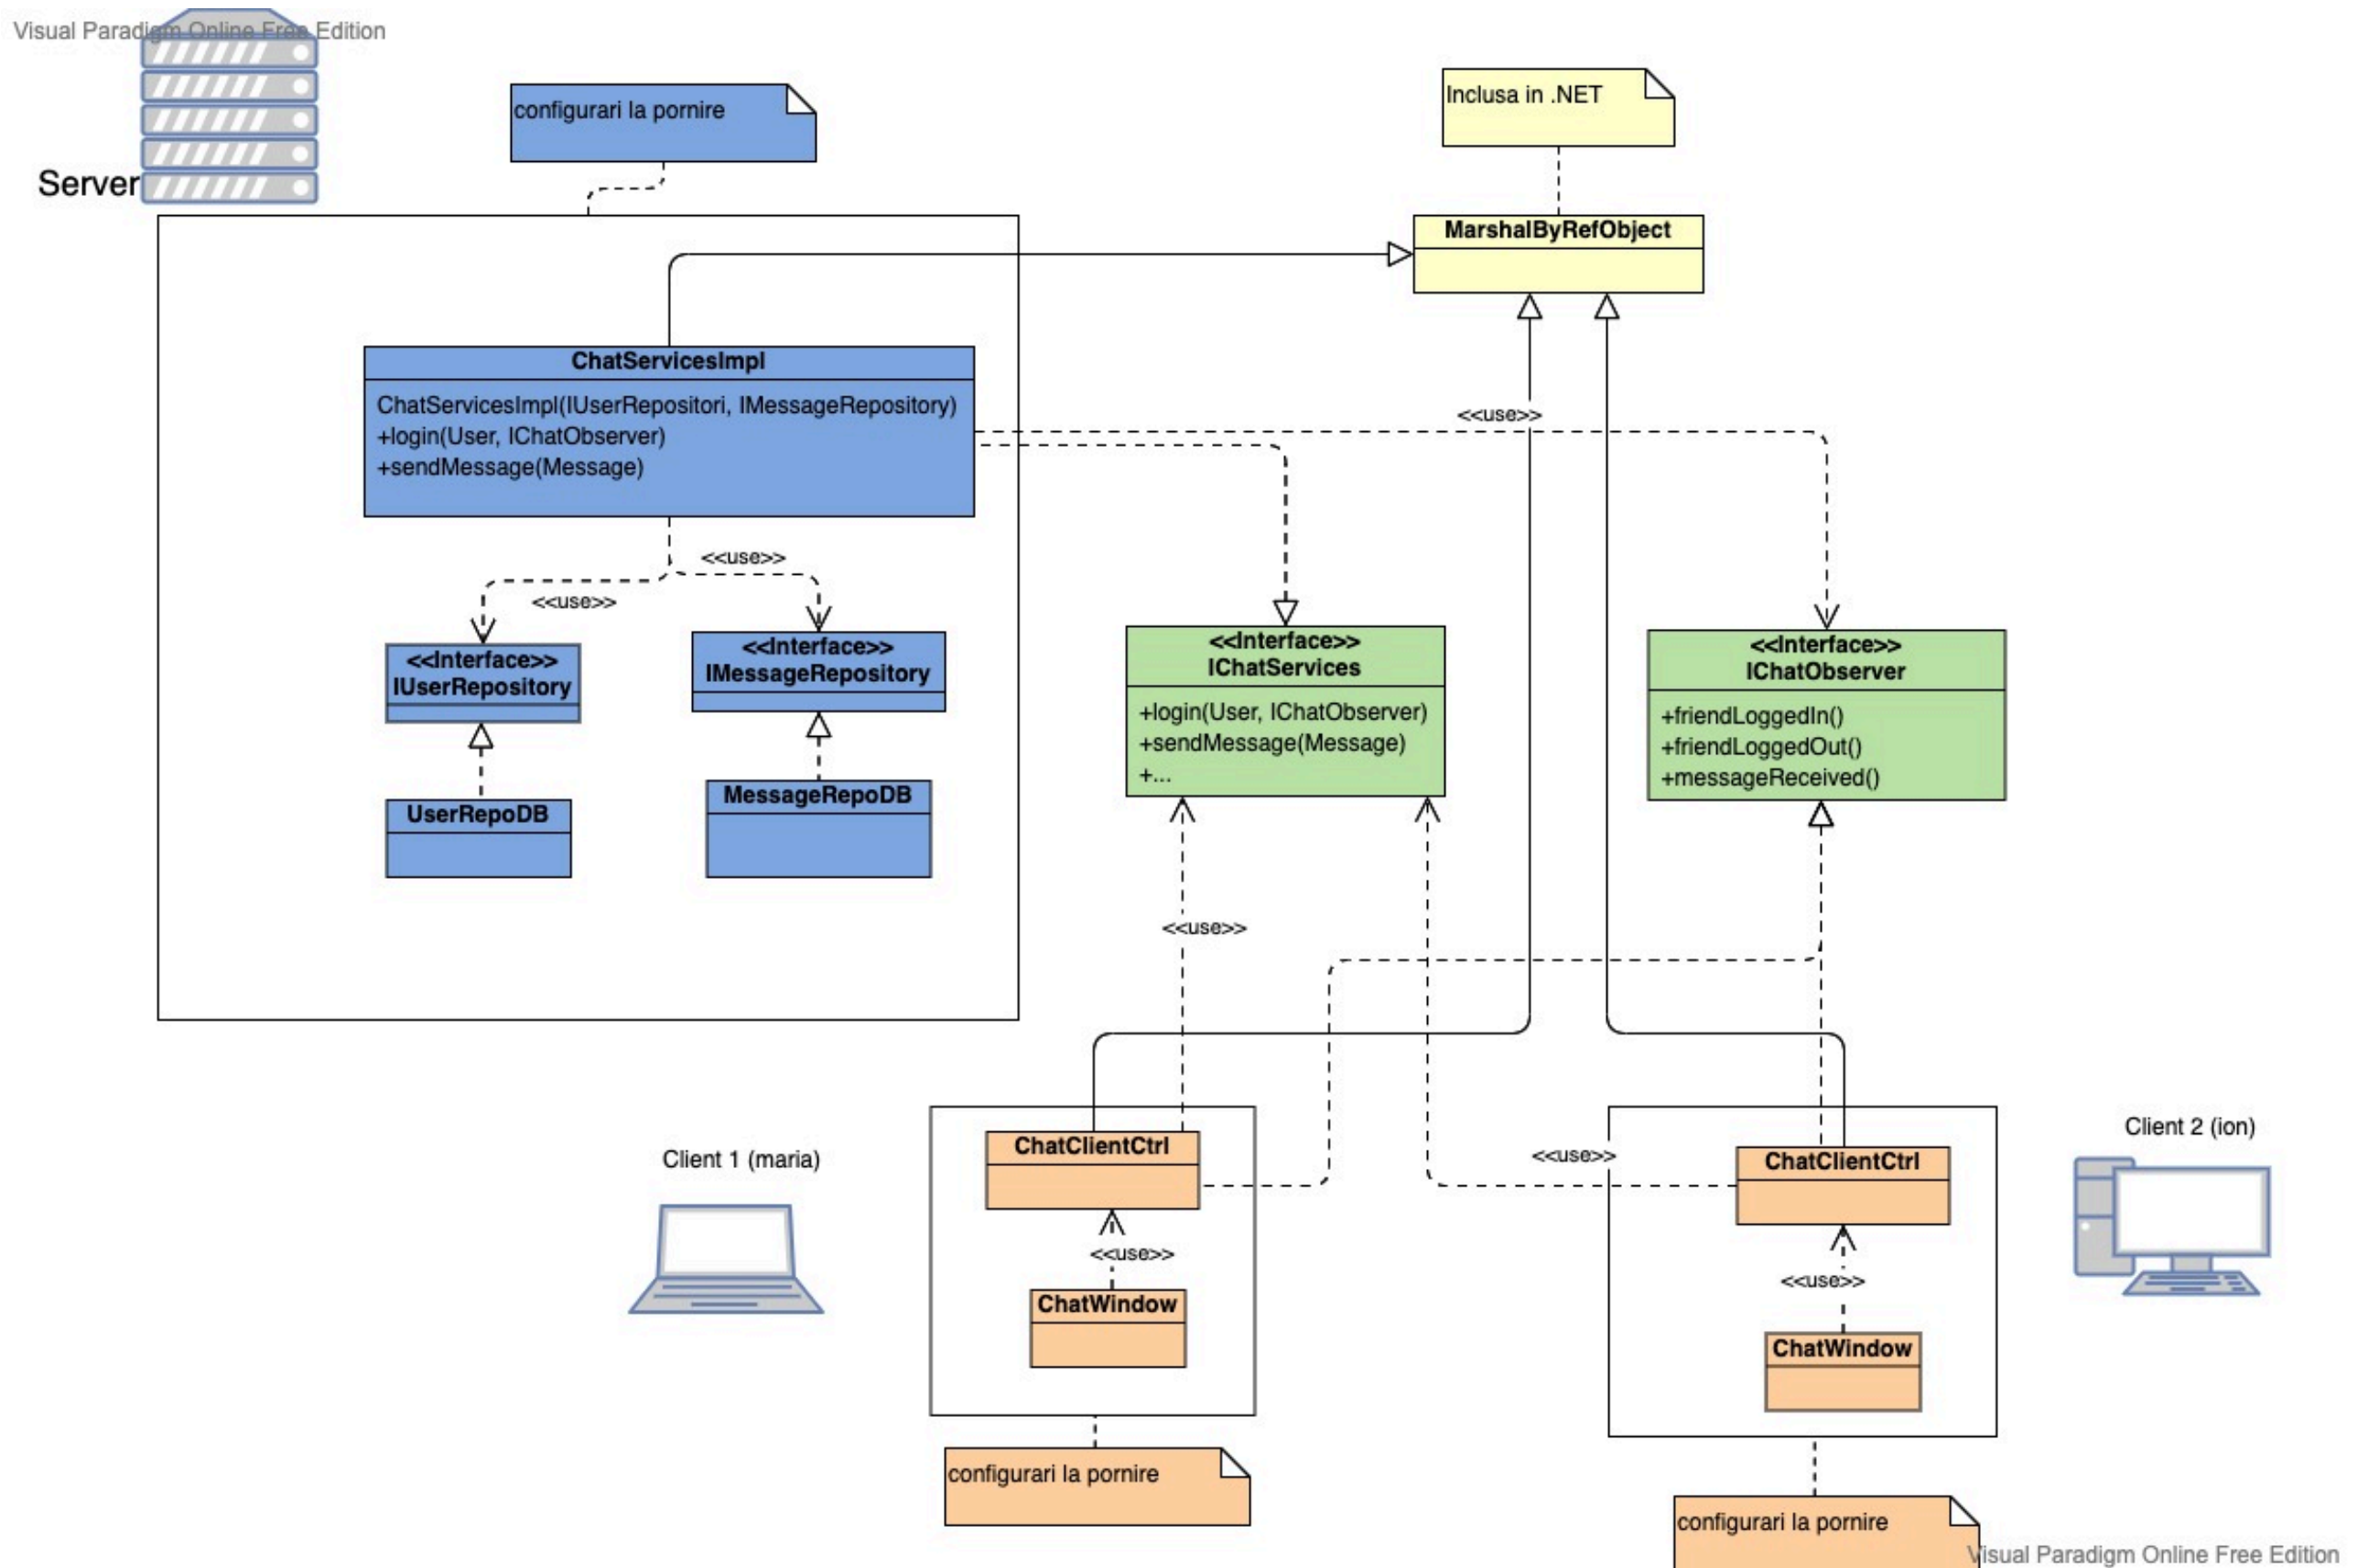 Visual Paradigm Online Free Edition
Server
configurari la pornire
Inclusa in .NET
MarshalByRefObject
ChatServicesImpl
ChatServicesImpl(IUserRepositori, IMessageRepository)
+login(User, IChatObserver)
+sendMessage(Message)
<<use>>
<<use>>
<<use>>
<<Interface>>
IUserRepository
<<Interface>>
IMessageRepository
UserRepoDB
MessageRepoDB
<<Interface>>
IChatServices
+login(User, IChatObserver)
+sendMessage(Message)
+...
<<Interface>>
IChatObserver
+friendLoggedIn()
+friendLoggedOut()
+messageReceived()
<<use>>
<<use>>
Client 1 (maria)
ChatClientCtrl
<<use>>
ChatWindow
configurari la pornire
Client 2 (ion)
ChatClientCtrl
<<use>>
ChatWindow
configurari la pornire
Visual Paradigm Online Free Edition